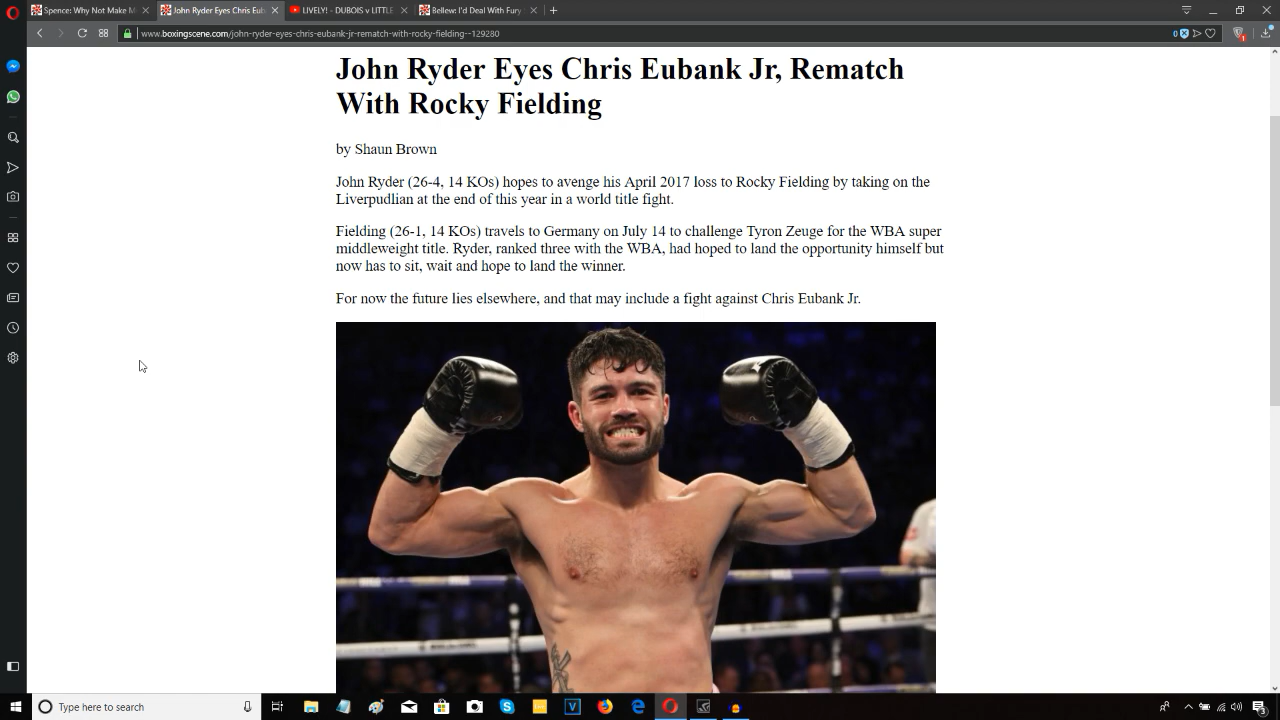 Spence: Why Not Make M
John Ryder Eyes Chris Eub
LIVELY! - DUBOIS v LITTLE
Bellew: I'd Deal With Fury
www.boxingscene.com/john-ryder-eyes-chris-eubank-jr-rematch-with-rocky-fielding--129280
0
1
John Ryder Eyes Chris Eubank Jr, Rematch
With Rocky Fielding
by Shaun Brown
John Ryder (26-4, 14 KOs) hopes to avenge his April 2017 loss to Rocky Fielding by taking on the
Liverpudlian at the end of this year in a world title fight.
Fielding (26-1, 14 KOs) travels to Germany on July 14 to challenge Tyron Zeuge for the WBA super
middleweight title. Ryder, ranked three with the WBA, had hoped to land the opportunity himself but
now has to sit, wait and hope to land the winner.
For now the future lies elsewhere, and that may include a fight against Chris Eubank Jr.
Type here to search